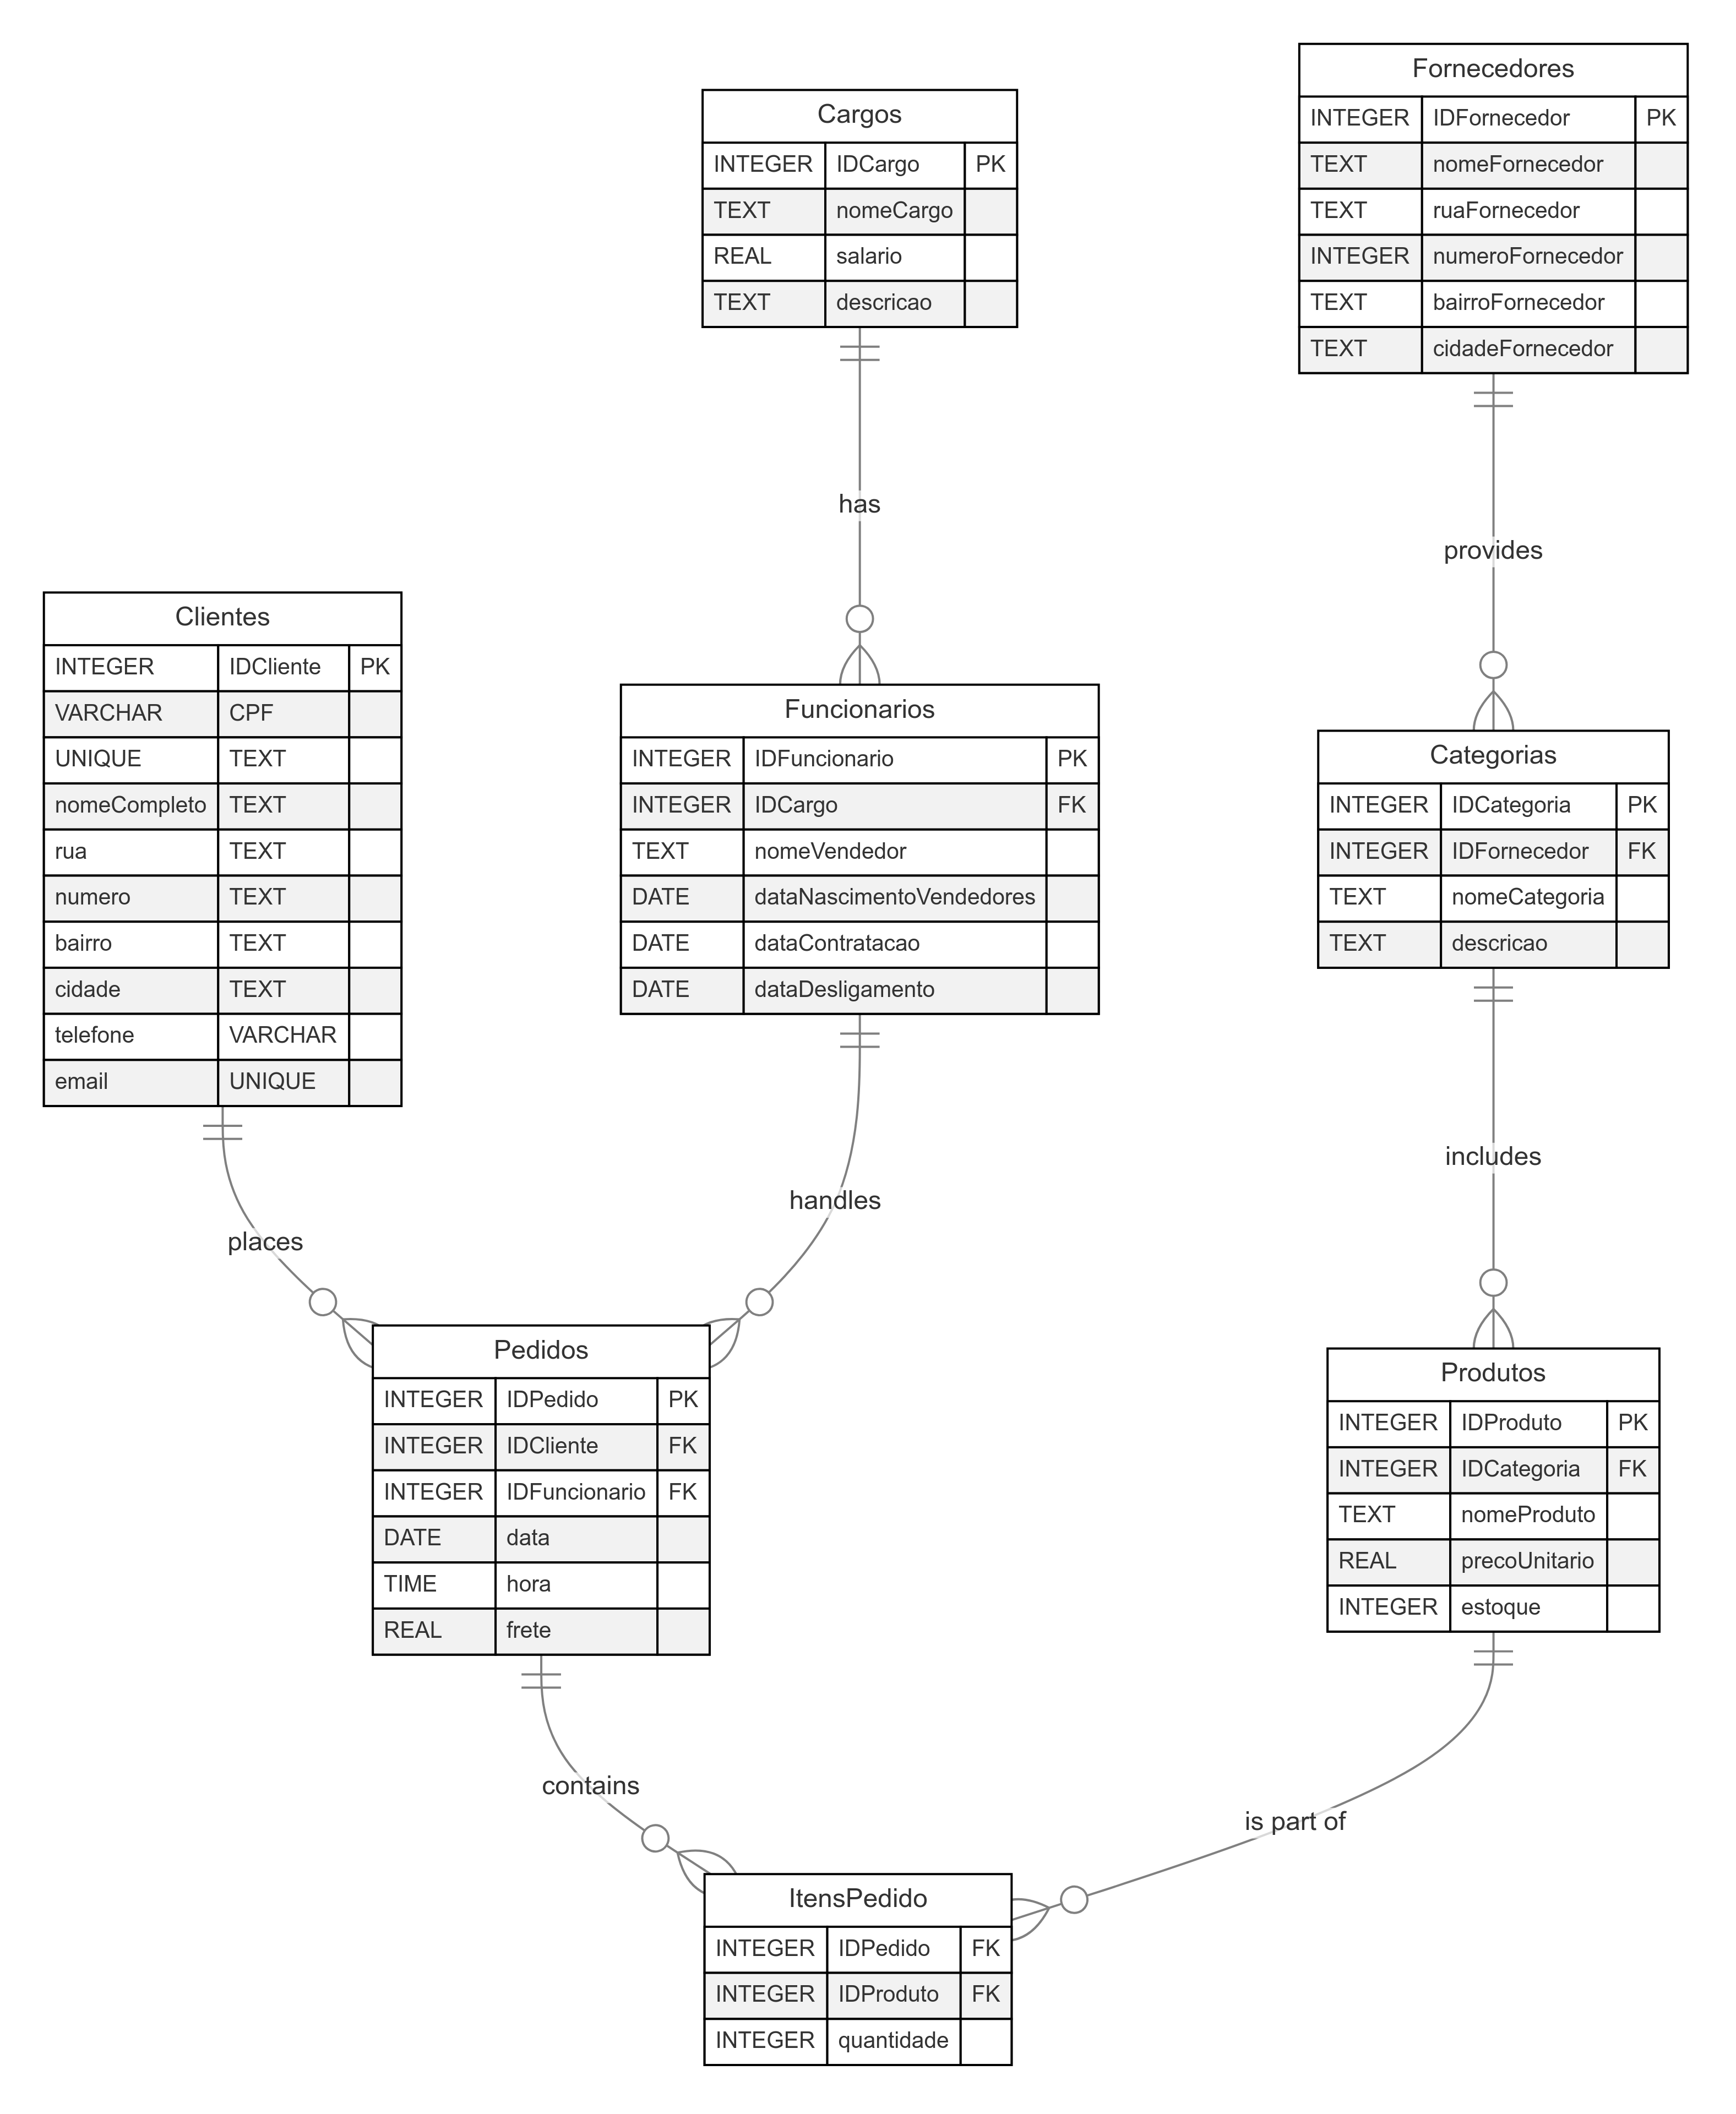 Fornecedores
INTEGER IDFornecedor PK
TEXT nomeFornecedor
TEXT ruaFornecedor
INTEGER numeroFornecedor
TEXT bairroFornecedor
TEXT cidadeFornecedor
Cargos
INTEGER IDCargo PK
TEXT nomeCargo
REAL salario
TEXT descricao
has
provides
Clientes
INTEGER IDCliente PK
VARCHAR CPF
UNIQUE TEXT
nomeCompleto TEXT
rua TEXT
numero TEXT
bairro TEXT
cidade TEXT
telefone VARCHAR
email UNIQUE
Funcionarios
INTEGER IDFuncionario PK
INTEGER IDCargo FK
TEXT nomeVendedor
DATE dataNascimentoVendedores
DATE dataContratacao
DATE dataDesligamento
Categorias
INTEGER IDCategoria PK
INTEGER IDFornecedor FK
TEXT nomeCategoria
TEXT descricao
places
handles
includes
Pedidos
INTEGER IDPedido PK
INTEGER IDCliente FK
INTEGER IDFuncionario FK
DATE data
TIME hora
REAL frete
Produtos
INTEGER IDProduto PK
INTEGER IDCategoria FK
TEXT nomeProduto
REAL precoUnitario
INTEGER estoque
contains
is part of
ItensPedido
INTEGER IDPedido FK
INTEGER IDProduto FK
INTEGER quantidade